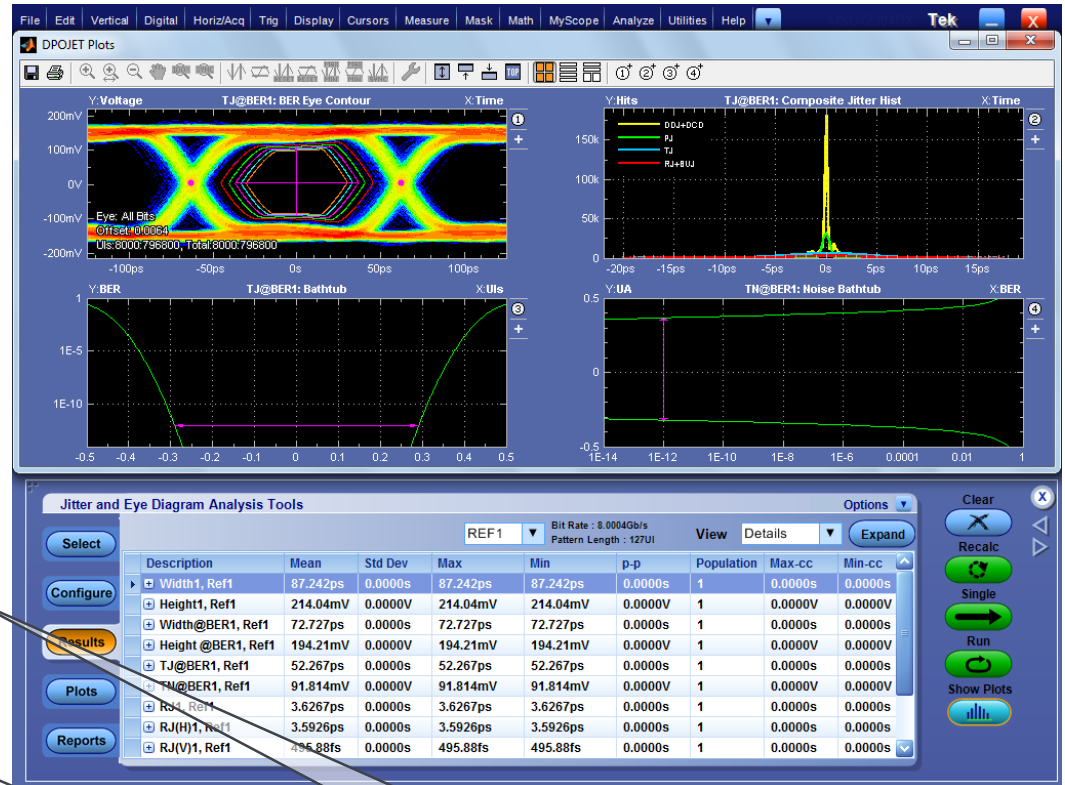 File Edit Vertical Digital Horiz/Acq Trig Display Cursors Measure Mask Math MyScope Analyze Utilities Help Tek X
DPOJET Plots
Y:Voltage TJ@BER1: BER Eye Contour X:Time
200mV
100mV
0V
-100mV
-200mV
Eye: All Bits
Offset: 0.0064
UIs:8000:796800, Total:8000:796800
-100ps -50ps 0s 50ps 100ps
1
+
Y:Hits TJ@BER1: Composite Jitter Hist X:Time
150k
100k
50k
0
DDJ+DCD
PJ
TJ
RJ+BUJ
-20ps -15ps -10ps -5ps 0s 5ps 10ps 15ps
2
+
Y:BER TJ@BER1: Bathtub X:UIs
1
1E-5
1E-10
-0.5 -0.4 -0.3 -0.2 -0.1 0 0.1 0.2 0.3 0.4 0.5
3
+
Y:UA TN@BER1: Noise Bathtub X:BER
0.5
0
-0.5
1E-14 1E-12 1E-10 1E-8 1E-6 0.0001 0.01 1
4
+
Jitter and Eye Diagram Analysis Tools Options X
Select
Configure
Results
Plots
Reports
REF1 Bit Rate : 8.0004Gb/s
Pattern Length : 127UI
View Details Expand
Description Mean Std Dev Max Min p-p Population Max-cc Min-cc
Width1, Ref1 87.242ps 0.0000s 87.242ps 87.242ps 0.0000s 1 0.0000s 0.0000s
Height1, Ref1 214.04mV 0.0000V 214.04mV 214.04mV 0.0000V 1 0.0000V 0.0000V
Width@BER1, Ref1 72.727ps 0.0000s 72.727ps 72.727ps 0.0000s 1 0.0000s 0.0000s
Height @BER1, Ref1 194.21mV 0.0000V 194.21mV 194.21mV 0.0000V 1 0.0000V 0.0000V
TJ@BER1, Ref1 52.267ps 0.0000s 52.267ps 52.267ps 0.0000s 1 0.0000s 0.0000s
TN@BER1, Ref1 91.814mV 0.0000V 91.814mV 91.814mV 0.0000V 1 0.0000V 0.0000V
RJ1, Ref1 3.6267ps 0.0000s 3.6267ps 3.6267ps 0.0000s 1 0.0000s 0.0000s
RJ(H)1, Ref1 3.5926ps 0.0000s 3.5926ps 3.5926ps 0.0000s 1 0.0000s 0.0000s
RJ(V)1, Ref1 495.88fs 0.0000s 495.88fs 495.88fs 0.0000s 1 0.0000s 0.0000s
Clear
Recalc
Single
Run
Show Plots